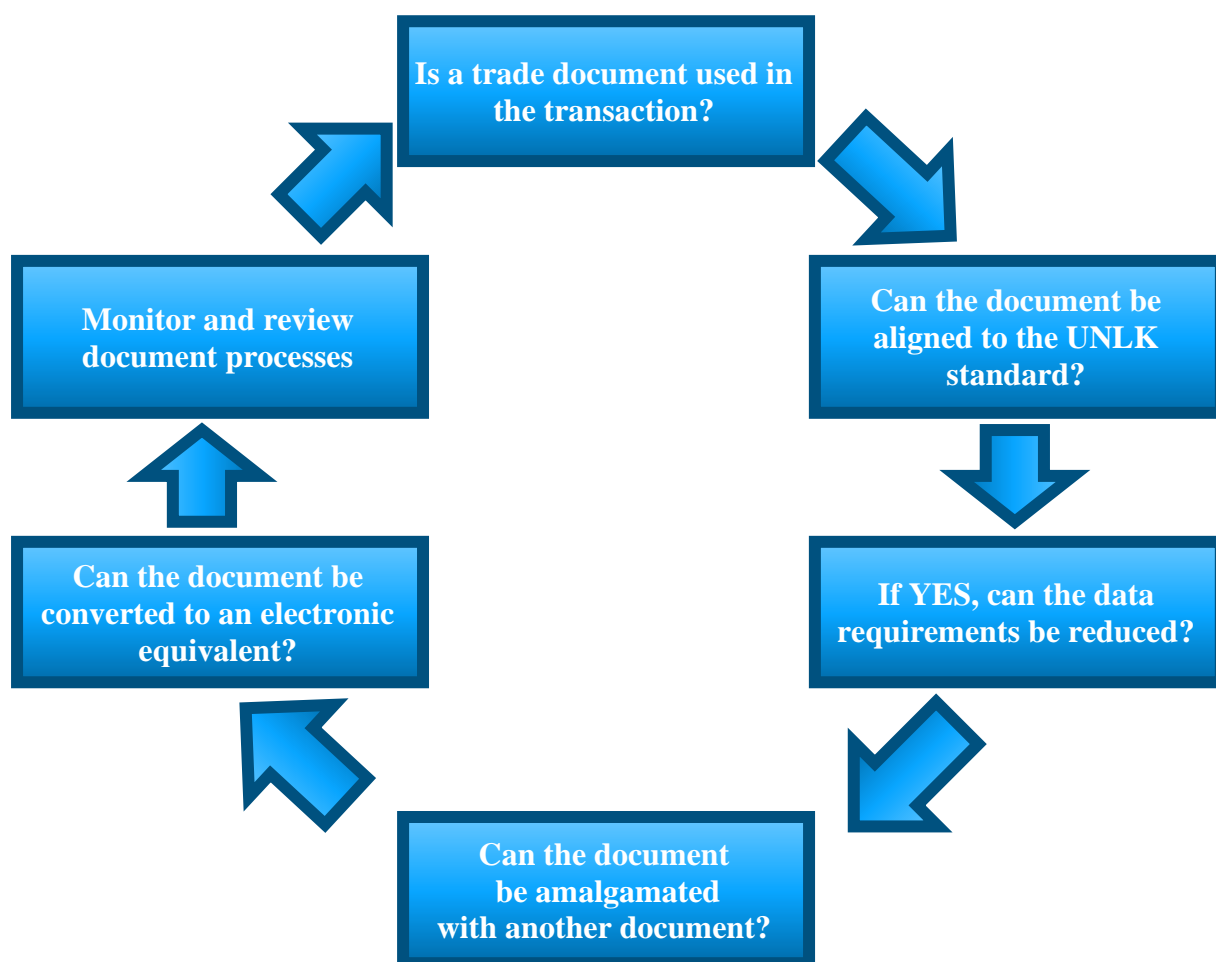 Is a trade document used in
the transaction?
Can the document be
aligned to the UNLK
standard?
If YES, can the data
requirements be reduced?
Can the document
be amalgamated
with another document?
Can the document be
converted to an electronic
equivalent?
Monitor and review
document processes